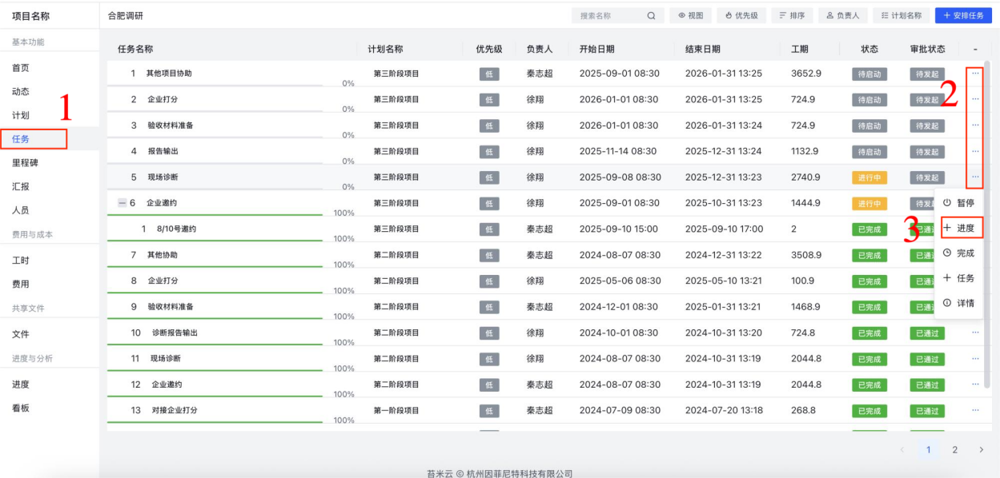 项目名称
合肥调研
搜索名称
视图
优先级
排序
负责人
计划名称
+ 安排任务
基本功能
首页
动态
计划
1
任务
里程碑
汇报
人员
费用与成本
工时
费用
共享文件
文件
进度与分析
进度
看板
任务名称 计划名称 优先级 负责人 开始日期 结束日期 工期 状态 审批状态 -
1 其他项目协助 0% 第三阶段项目 低 秦志超 2025-09-01 08:30 2026-01-31 13:25 3652.9 待启动 待发起 ...
2
2 企业打分 0% 第三阶段项目 低 徐翔 2026-01-01 08:30 2026-01-31 13:25 724.9 待启动 待发起 ...
3 验收材料准备 0% 第三阶段项目 低 徐翔 2026-01-01 08:30 2026-01-31 13:24 724.9 待启动 待发起 ...
4 报告输出 0% 第三阶段项目 低 徐翔 2025-11-14 08:30 2025-12-31 13:24 1132.9 待启动 待发起 ...
5 现场诊断 0% 第三阶段项目 低 徐翔 2025-09-08 08:30 2025-12-31 13:23 2740.9 进行中 待发起 ...
6 企业邀约 100% 第三阶段项目 低 徐翔 2025-09-01 08:30 2025-10-31 13:23 1444.9 进行中 待发
1 8/10号邀约 100% 第三阶段项目 低 秦志超 2025-09-10 15:00 2025-09-10 17:00 2 已完成 已通
7 其他协助 100% 第二阶段项目 低 秦志超 2024-08-07 08:30 2024-12-31 13:22 3508.9 已完成 已通
8 企业打分 100% 第二阶段项目 低 徐翔 2025-05-06 08:30 2025-05-10 13:21 100.9 已完成 已通
9 验收材料准备 100% 第二阶段项目 低 秦志超 2024-12-01 08:30 2025-01-31 13:21 1468.9 已完成 已通
10 诊断报告输出 100% 第二阶段项目 低 徐翔 2024-10-01 08:30 2024-10-31 13:20 724.8 已完成 已通过 ...
11 现场诊断 100% 第二阶段项目 低 徐翔 2024-08-07 08:30 2024-10-31 13:19 2044.8 已完成 已通过 ...
12 企业邀约 100% 第二阶段项目 低 秦志超 2024-08-07 08:30 2024-10-31 13:19 2044.8 已完成 已通过 ...
13 对接企业打分 100% 第一阶段项目 低 秦志超 2024-07-09 08:30 2024-07-20 13:18 268.8 已完成 已通过 ...
暂停
3
+ 进度
完成
+ 任务
详情
< 1 2 >
苔米云 © 杭州因菲尼特科技有限公司